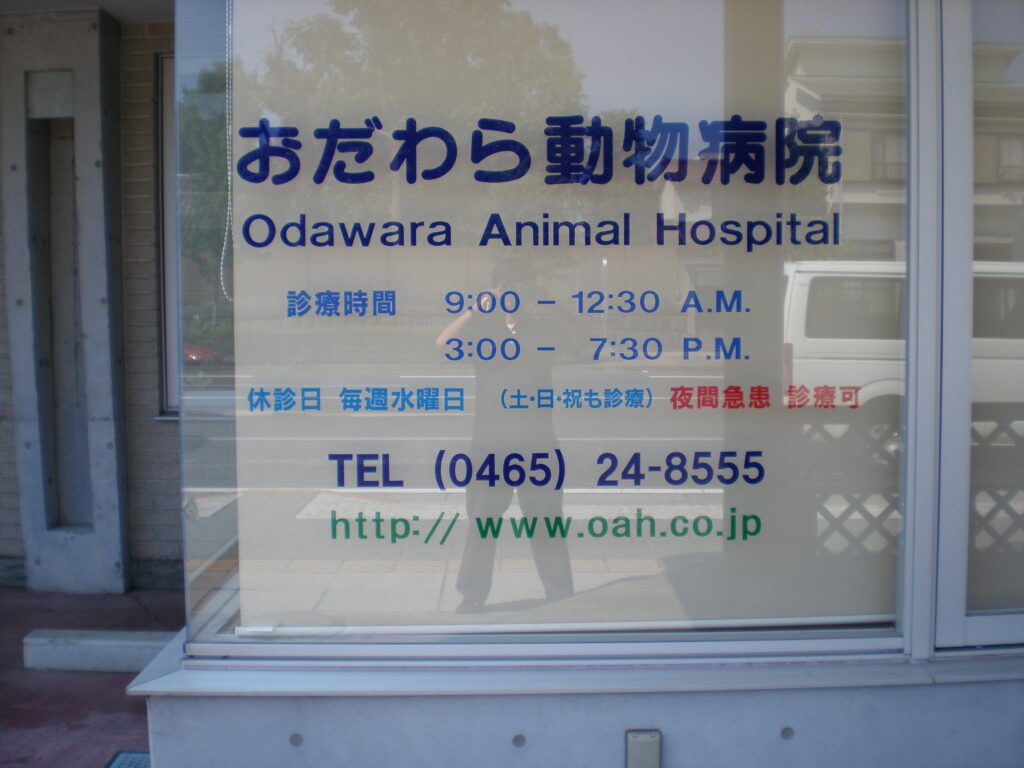 おだわら動物病院
Odawara Animal Hospital
診療時間 9:00 - 12:30 A.M.
3:00 - 7:30 P.M.
休診日 毎週水曜日 (土・日・祝も診療) 夜間急患 診療可
TEL (0465) 24-8555
http:// www.oah.co.jp